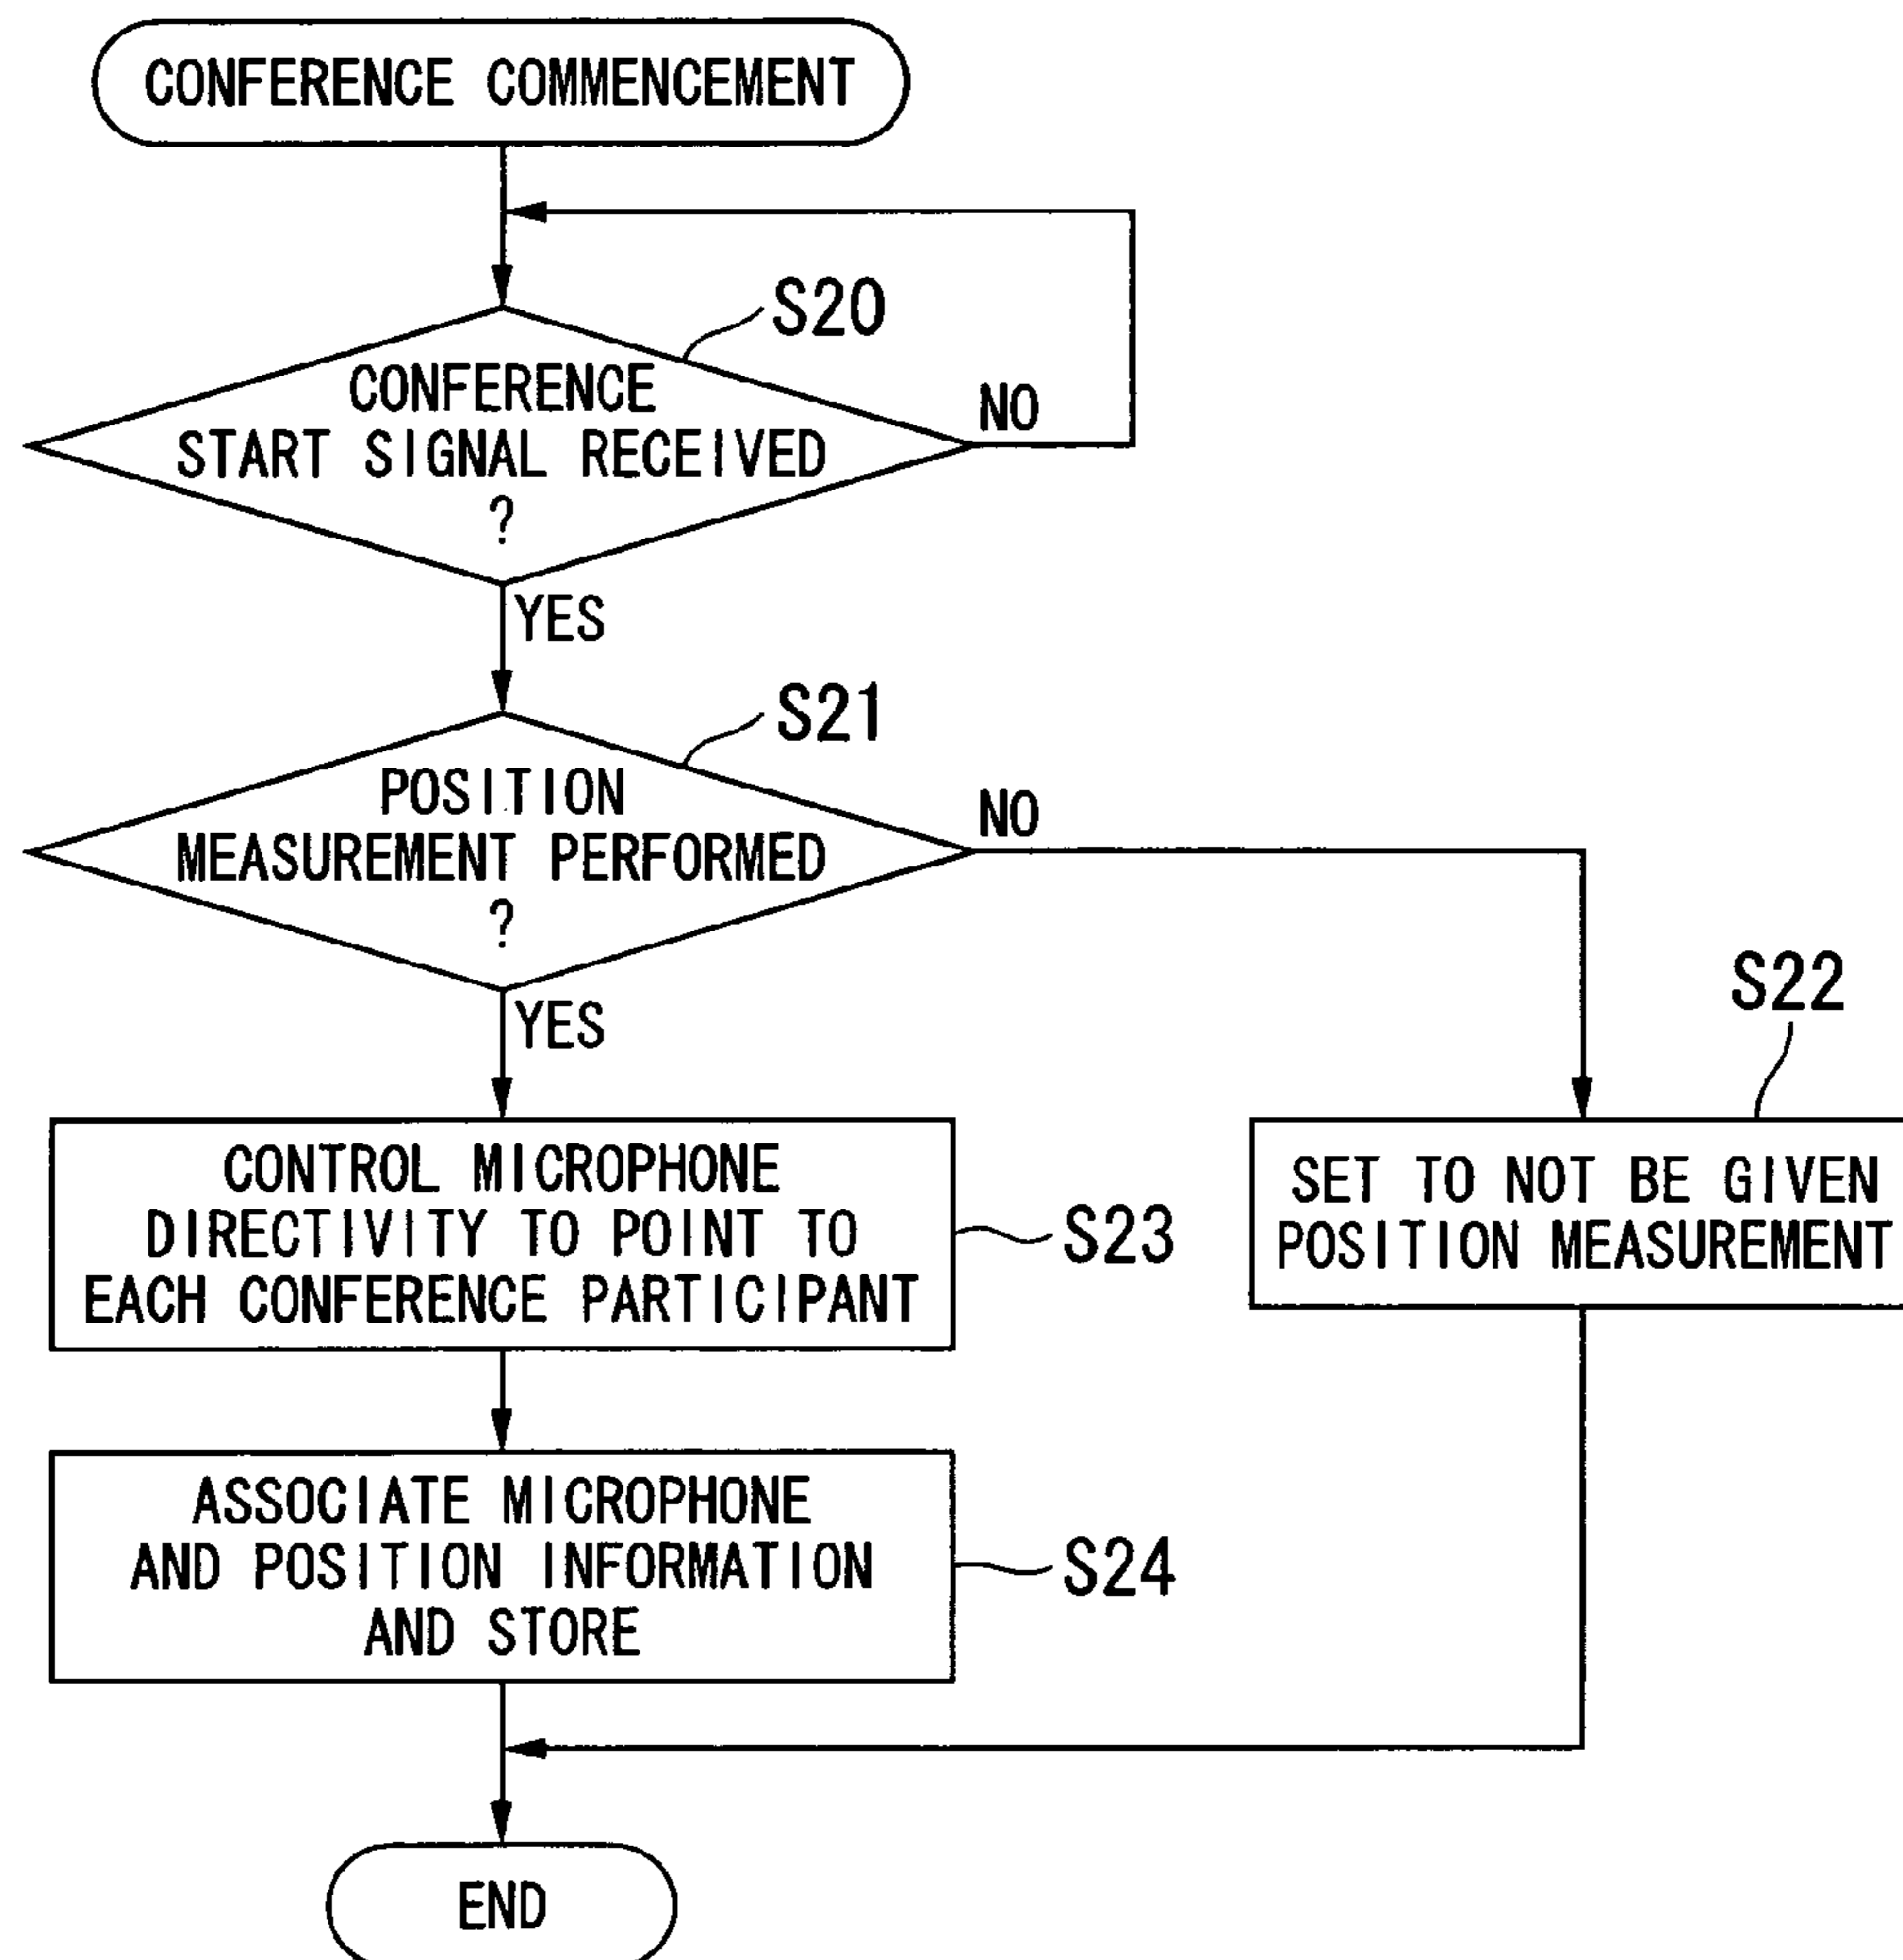 CONFERENCE COMMENCEMENT
S20
CONFERENCE
START SIGNAL RECEIVED
?
NO
YES
S21
POSITION
MEASUREMENT PERFORMED
?
NO
YES
S22
SET TO NOT BE GIVEN
POSITION MEASUREMENT
CONTROL MICROPHONE
DIRECTIVITY TO POINT TO
EACH CONFERENCE PARTICIPANT
S23
ASSOCIATE MICROPHONE
AND POSITION INFORMATION
AND STORE
S24
END